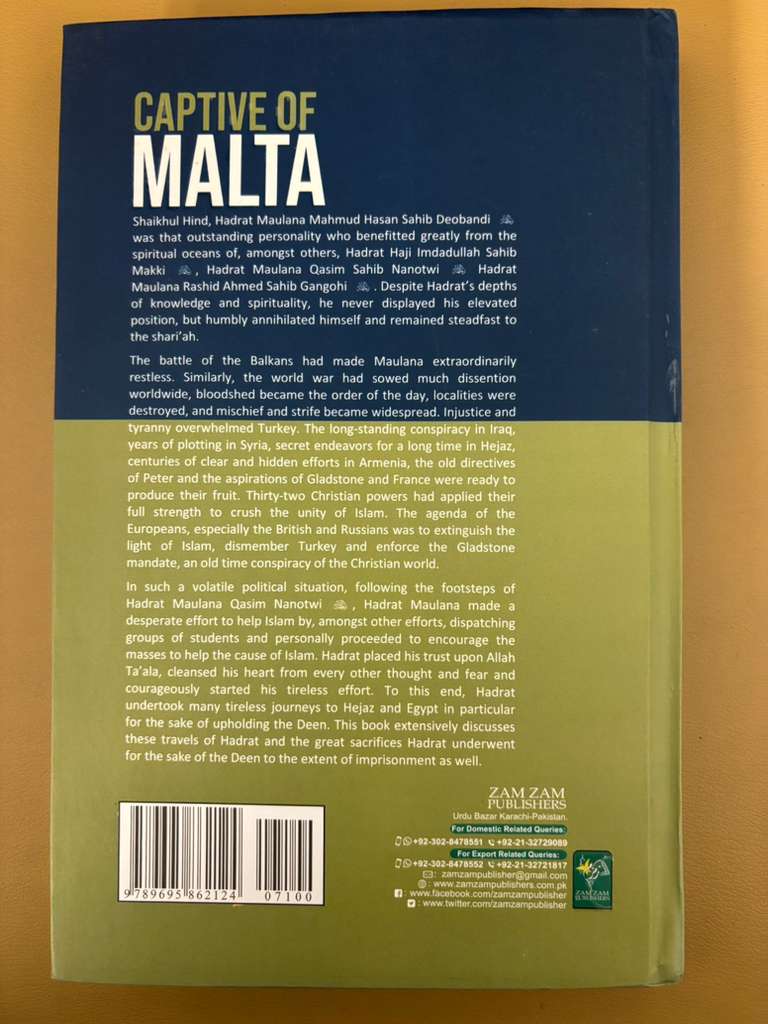 CAPTIVE OF
MALTA
Shaikhul Hind, Hadrat Maulana Mahmud Hasan Sahib Deobandi
was that outstanding personality who benefitted greatly from the
spiritual oceans of, amongst others, Hadrat Haji Imdadullah Sahib
Makki , Hadrat Maulana Qasim Sahib Nanotwi Hadrat
Maulana Rashid Ahmed Sahib Gangohi . Despite Hadrat's depths
of knowledge and spirituality, he never displayed his elevated
position, but humbly annihilated himself and remained steadfast to
the shari'ah.
The battle of the Balkans had made Maulana extraordinarily
restless. Similarly, the world war had sowed much dissention
worldwide, bloodshed became the order of the day, localities were
destroyed, and mischief and strife became widespread. Injustice and
tyranny overwhelmed Turkey. The long-standing conspiracy in Iraq,
years of plotting in Syria, secret endeavors for a long time in Hejaz,
centuries of clear and hidden efforts in Armenia, the old directives
of Peter and the aspirations of Gladstone and France were ready to
produce their fruit. Thirty-two Christian powers had applied their
full strength to crush the unity of Islam. The agenda of the
Europeans, especially the British and Russians was to extinguish the
light of Islam, dismember Turkey and enforce the Gladstone
mandate, an old time conspiracy of the Christian world.
In such a volatile political situation, following the footsteps of
Hadrat Maulana Qasim Nanotwi , Hadrat Maulana made a
desperate effort to help Islam by, amongst other efforts, dispatching
groups of students and personally proceeded to encourage the
masses to help the cause of Islam. Hadrat placed his trust upon Allah
Ta'ala, cleansed his heart from every other thought and fear and
courageously started his tireless effort. To this end, Hadrat
undertook many tireless journeys to Hejaz and Egypt in particular
for the sake of upholding the Deen. This book extensively discusses
these travels of Hadrat and the great sacrifices Hadrat underwent
for the sake of the Deen to the extent of imprisonment as well.
9 789695 862124
07100
ZAM ZAM
PUBLISHERS
Urdu Bazar Karachi-Pakistan.
For Domestic Related Queries:
+92-302-8478551 +92-21-32729089
For Export Related Queries:
+92-302-8478552 +92-21-32721817
: zamzampublisher@gmail.com
: www.zamzampublishers.com.pk
: www.facebook.com/zamzampublisher
: www.twitter.com/zamzampublisher
ZAM ZAM
PUBLISHERS